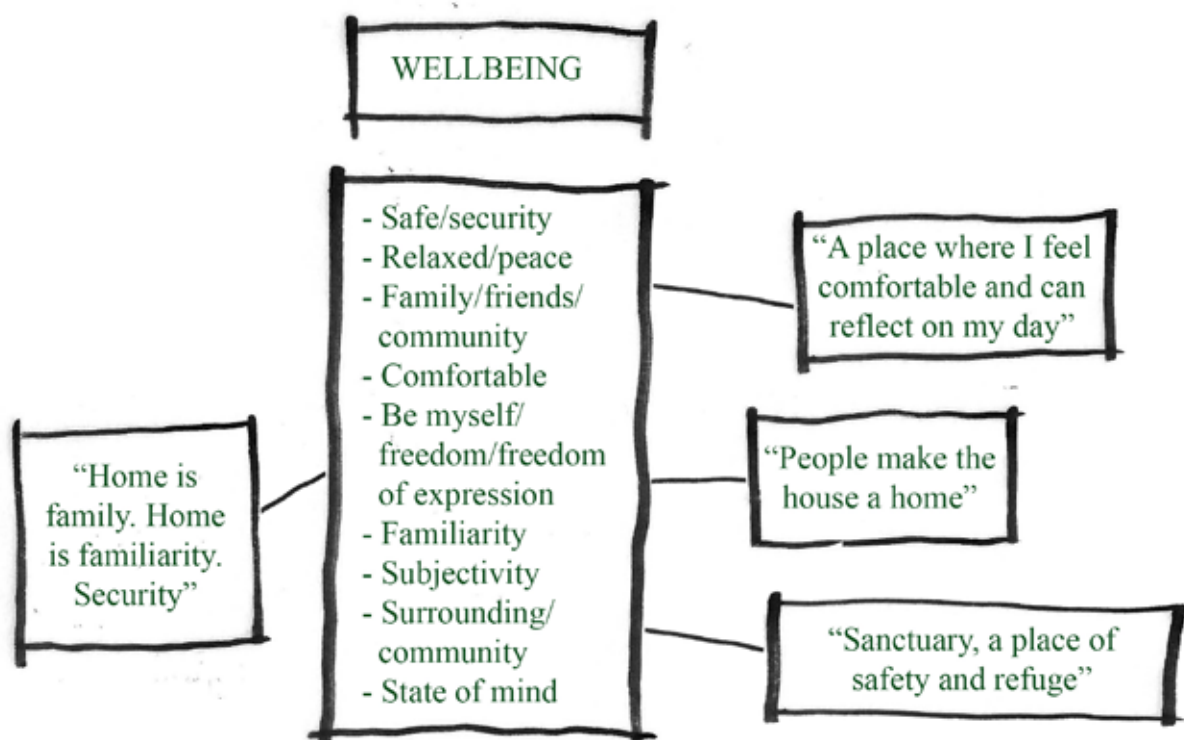 WELLBEING
- Safe/security
- Relaxed/peace
- Family/friends/
community
- Comfortable
- Be myself/
freedom/freedom
of expression
- Familiarity
- Subjectivity
- Surrounding/
community
- State of mind
“Home is
family. Home
is familiarity.
Security”
“A place where I feel
comfortable and can
reflect on my day”
“People make the
house a home”
“Sanctuary, a place of
safety and refuge”